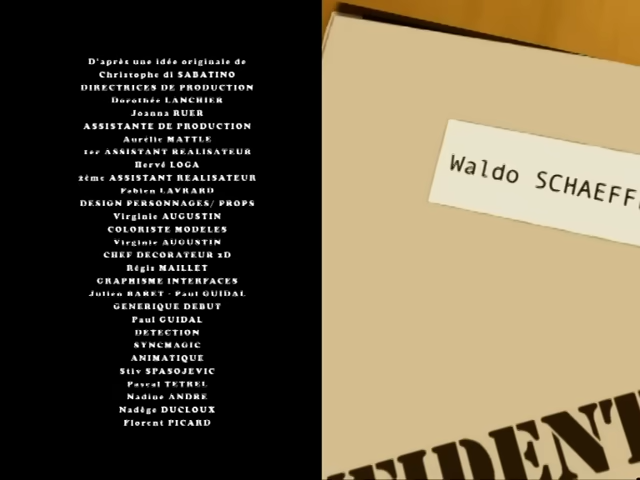 D'après une idée originale de
Christophe di SABATINO
DIRECTRICES DE PRODUCTION
Dorothée LANCHIER
Joanna RUER
ASSISTANTE DE PRODUCTION
Aurélie MATTLE
1er ASSISTANT REALISATEUR
Hervé LOGA
2ème ASSISTANT REALISATEUR
Fabien LAVRARD
DESIGN PERSONNAGES/ PROPS
Virginie AUGUSTIN
COLORISTE MODELES
Virginie AUGUSTIN
CHEF DECORATEUR 2D
Régis MAILLET
GRAPHISME INTERFACES
Julien BARET - Paul GUIDAL
GENERIQUE DEBUT
Paul GUIDAL
DETECTION
SYNCMAGIC
ANIMATIQUE
Stiv SPASOJEVIC
Pascal TETREL
Nadine ANDRE
Nadège DUCLOUX
Florent PICARD
Waldo SCHAEFF
FIDENT